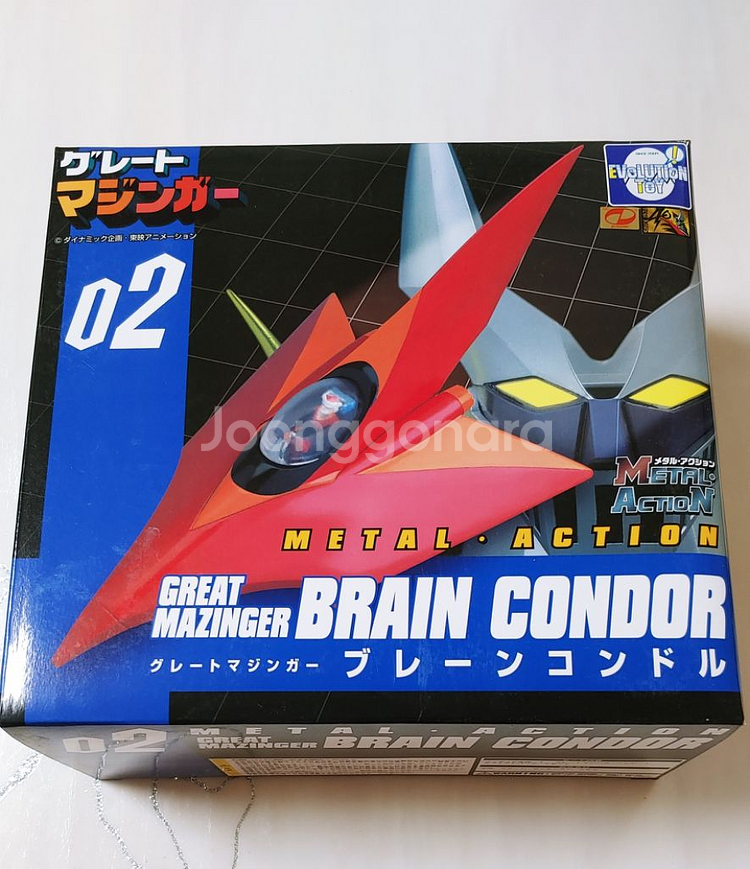 グレート
マジンガー
© ダイナミック企画・東映アニメーション
EVOLUTION
TOY
02
Joonggonara
メタル・アクション
METAL·
ACTION
METAL・ACTION
GREAT
MAZINGER
BRAIN CONDOR
グレートマジンガー ブレーンコンドル
02
METAL・ACTION
GREAT
MAZINGER
BRAIN CONDOR